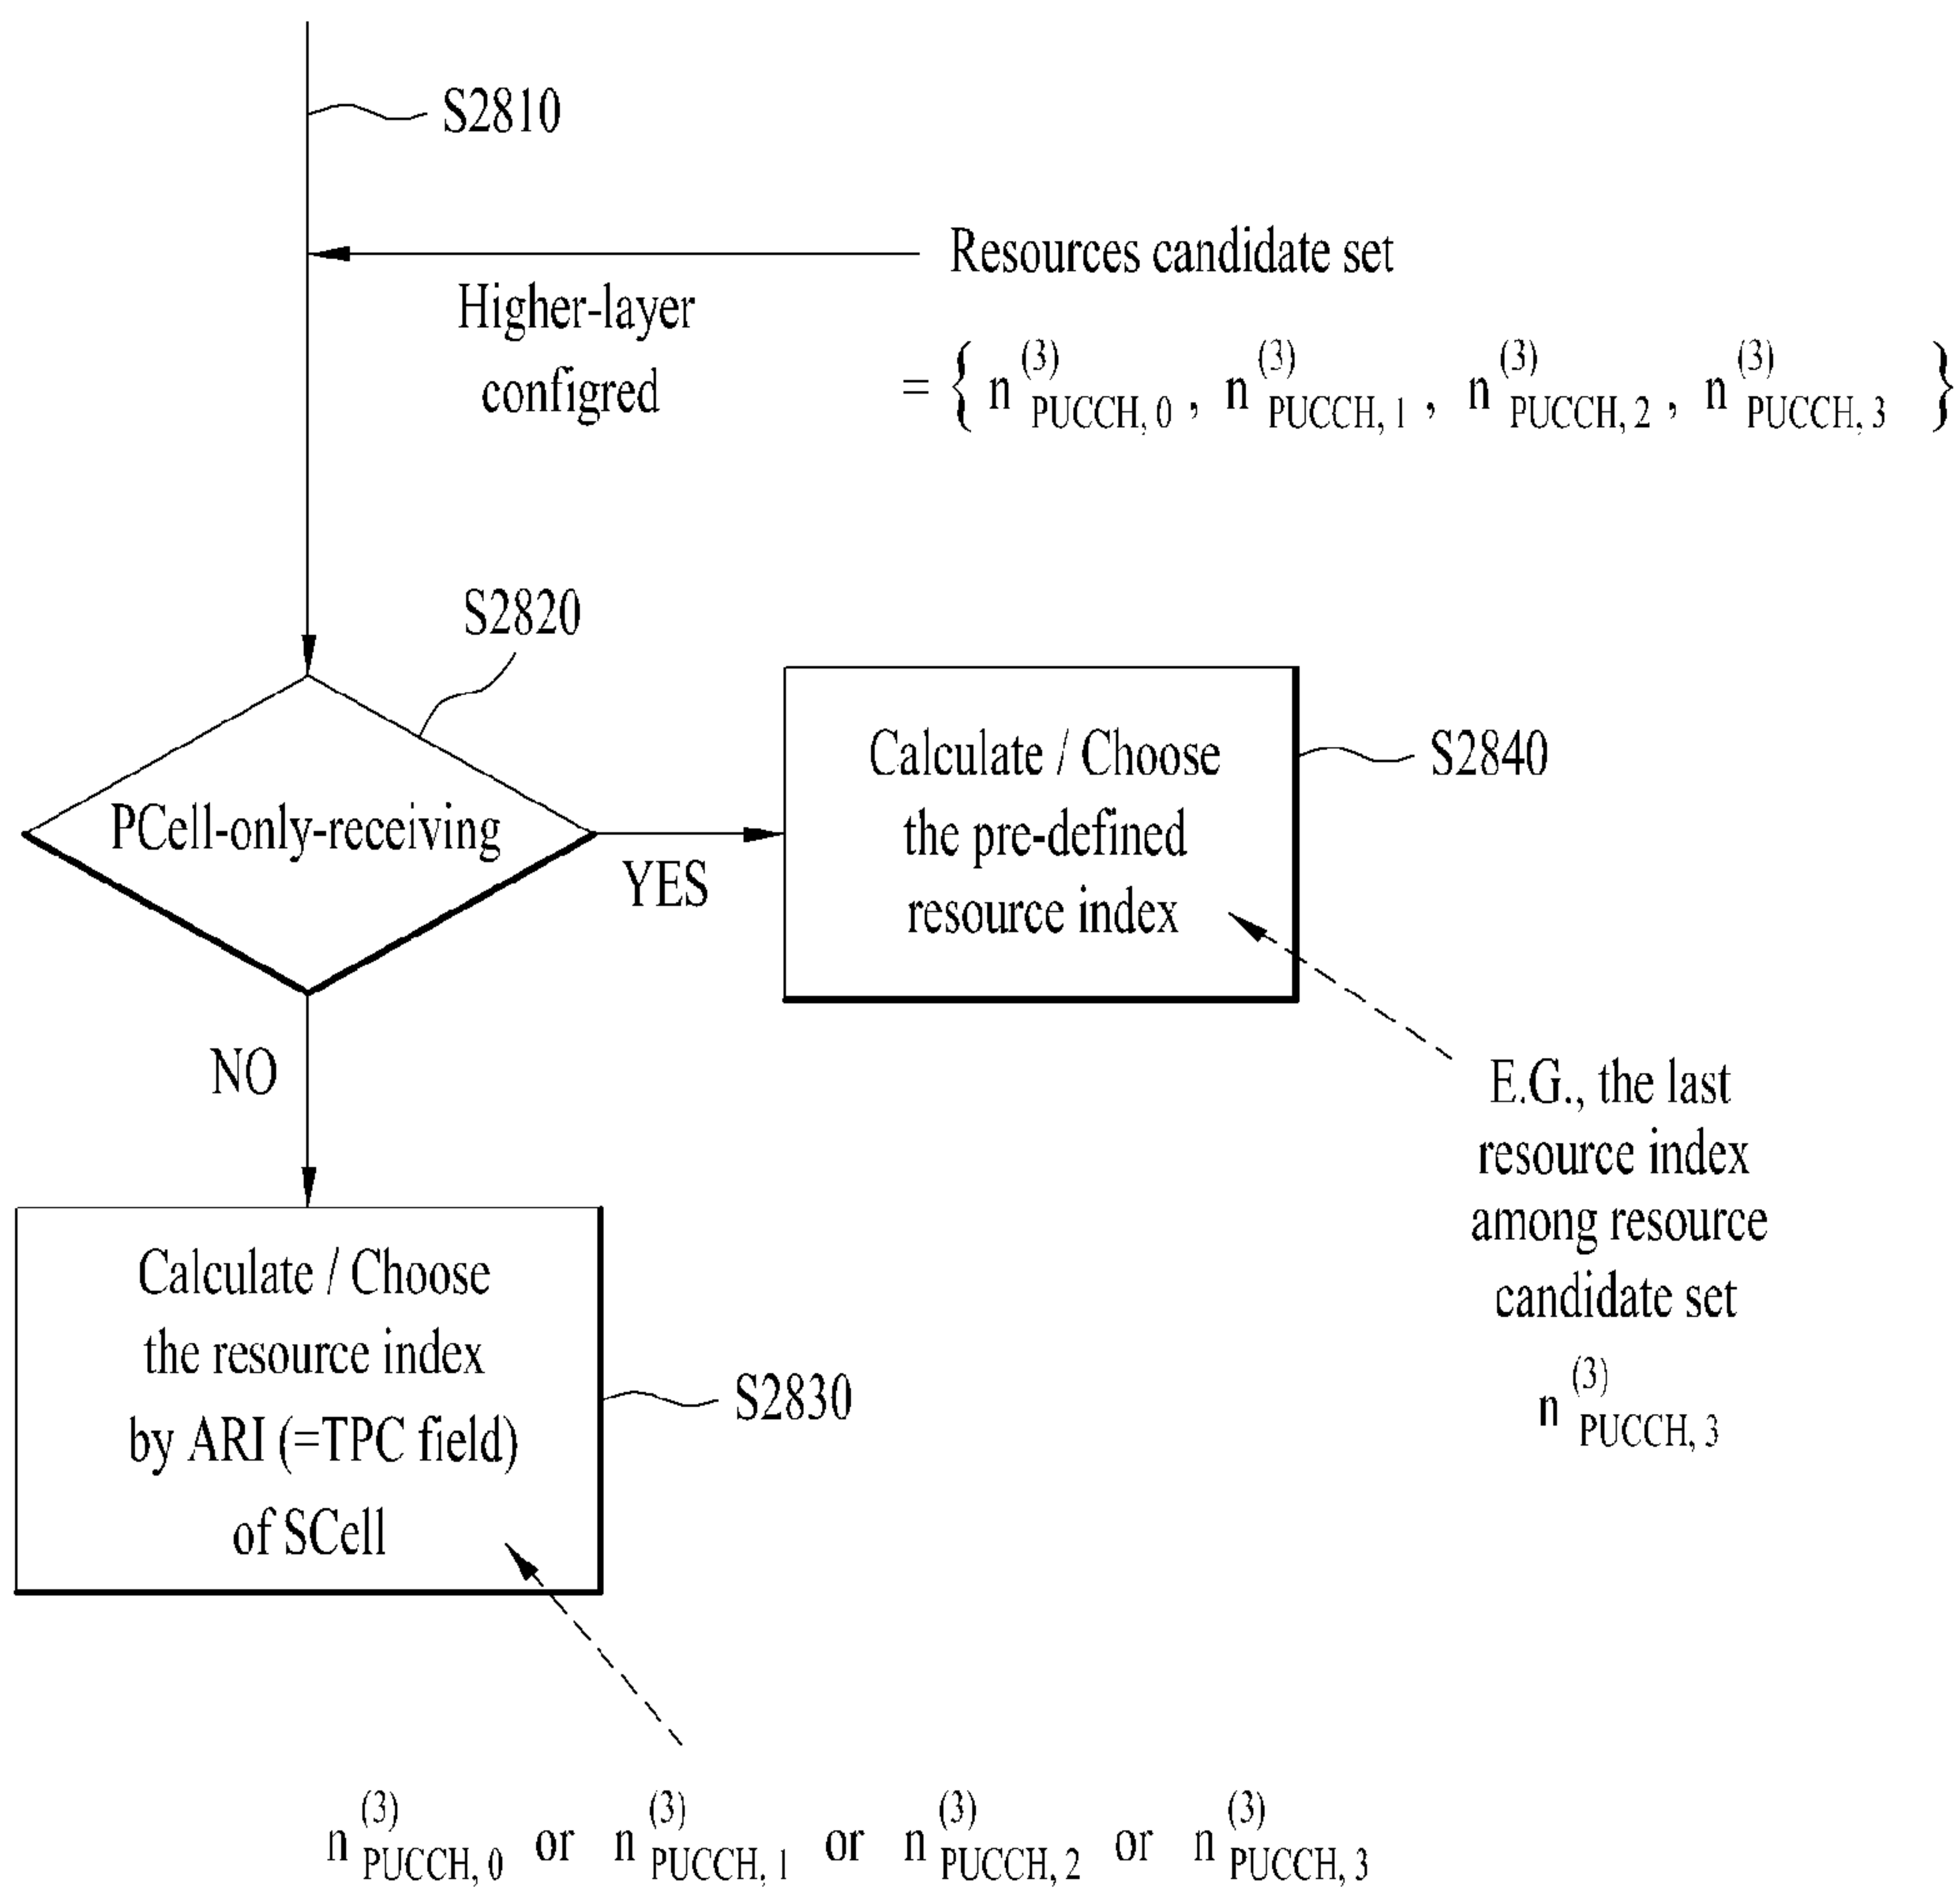 S2810
Resources candidate set
Higher-layer
configred
= { n^{(3)}_{PUCCH, 0} , n^{(3)}_{PUCCH, 1} , n^{(3)}_{PUCCH, 2} , n^{(3)}_{PUCCH, 3} }
S2820
PCell-only-receiving
YES
Calculate / Choose
the pre-defined
resource index
S2840
E.G., the last
resource index
among resource
candidate set
n^{(3)}_{PUCCH, 3}
NO
Calculate / Choose
the resource index
by ARI (=TPC field)
of SCell
S2830
n^{(3)}_{PUCCH, 0} or n^{(3)}_{PUCCH, 1} or n^{(3)}_{PUCCH, 2} or n^{(3)}_{PUCCH, 3}